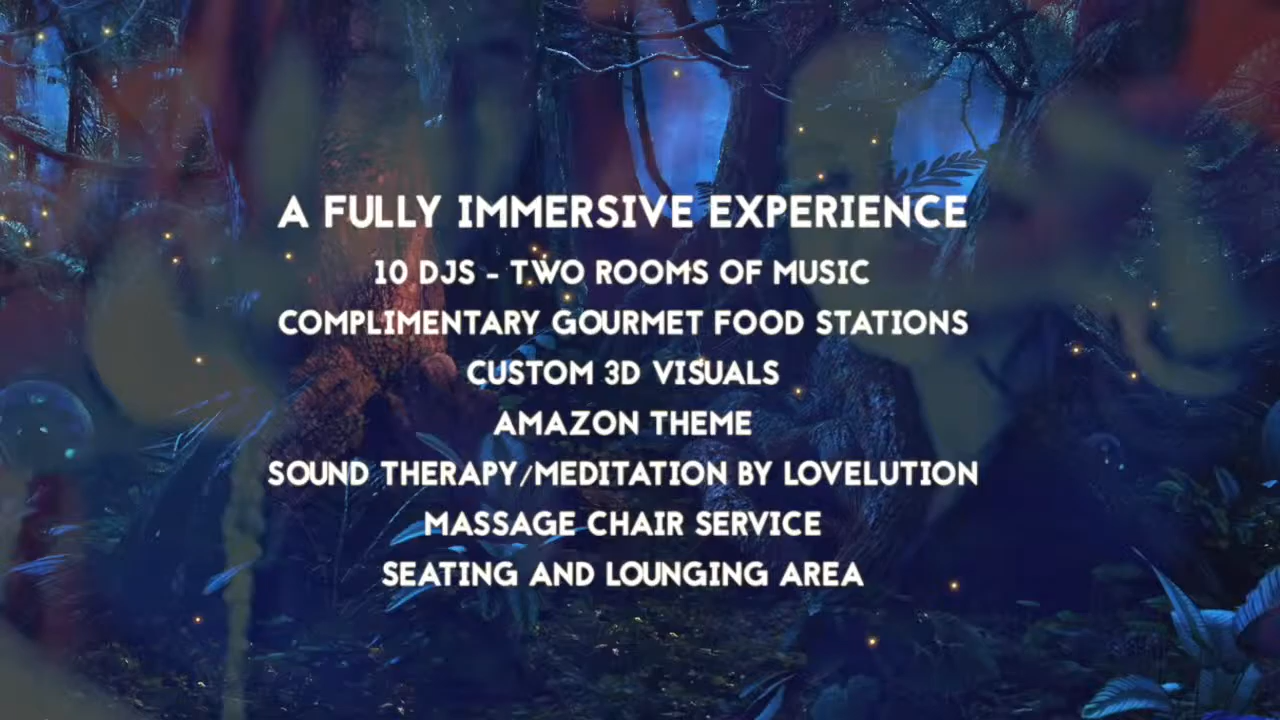 A FULLY IMMERSIVE EXPERIENCE
10 DJS - TWO ROOMS OF MUSIC
COMPLIMENTARY GOURMET FOOD STATIONS
CUSTOM 3D VISUALS
AMAZON THEME
SOUND THERAPY/MEDITATION BY LOVELUTION
MASSAGE CHAIR SERVICE
SEATING AND LOUNGING AREA